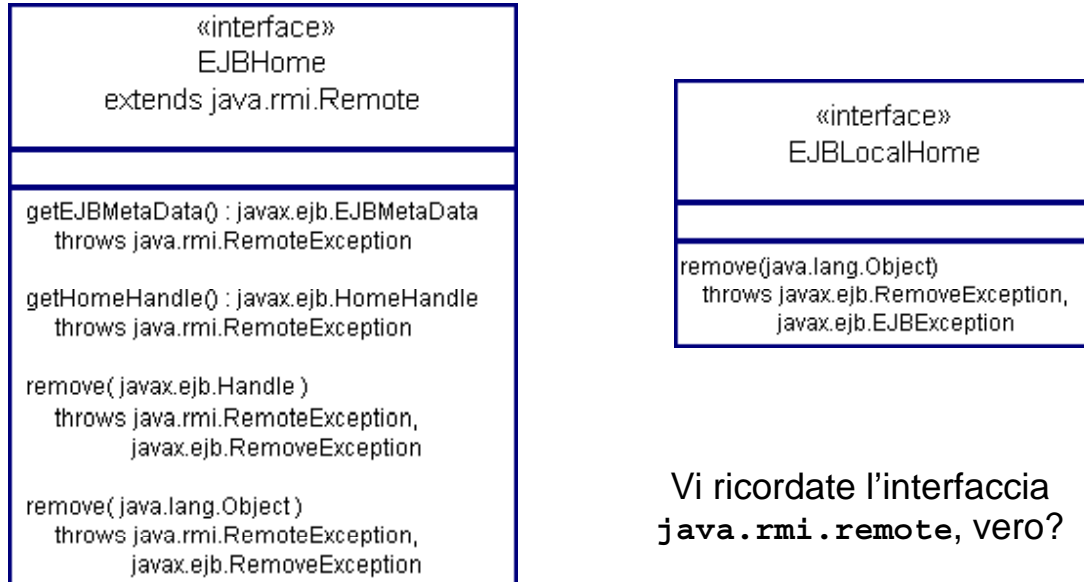 «interface»
EJBHome
extends java.rmi.Remote
getEJBMetaData() : javax.ejb.EJBMetaData
throws java.rmi.RemoteException
getHomeHandle() : javax.ejb.HomeHandle
throws java.rmi.RemoteException
remove( javax.ejb.Handle )
throws java.rmi.RemoteException,
javax.ejb.RemoveException
remove( java.lang.Object )
throws java.rmi.RemoteException,
javax.ejb.RemoveException
«interface»
EJBLocalHome
remove(java.lang.Object)
throws javax.ejb.RemoveException,
javax.ejb.EJBException
Vi ricordate l’interfaccia
java.rmi.remote, vero?